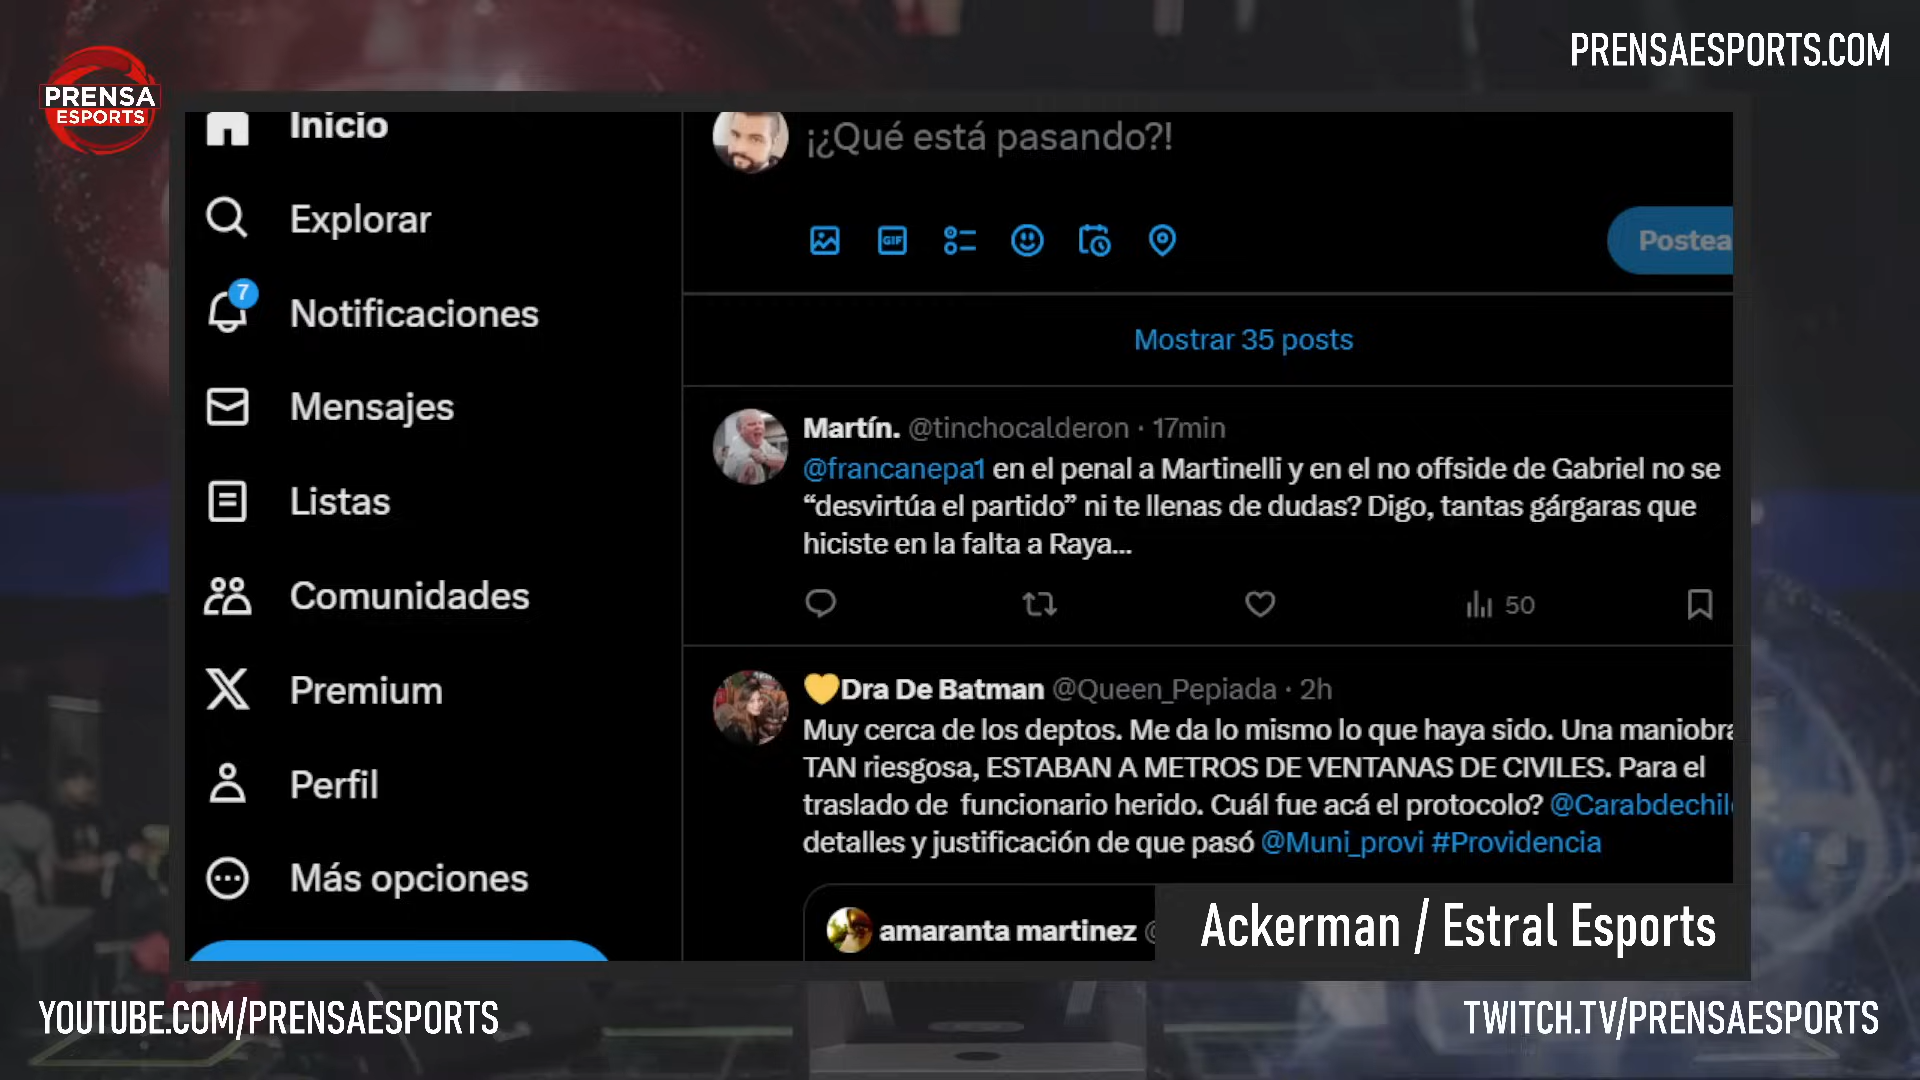 PRENSAESPORTS.COM
PRENSA
ESPORTS
Inicio
Explorar
7
Notificaciones
Mensajes
Listas
Comunidades
Premium
Perfil
Más opciones
¡¿Qué está pasando?!
GIF
Postea
Mostrar 35 posts
Martín. @tinchocalderon · 17min
@francanepa1 en el penal a Martinelli y en el no offside de Gabriel no se
“desvirtúa el partido” ni te llenas de dudas? Digo, tantas gárgaras que
hiciste en la falta a Raya...
50
💛Dra De Batman @Queen_Pepiada · 2h
Muy cerca de los deptos. Me da lo mismo lo que haya sido. Una maniobra
TAN riesgosa, ESTABAN A METROS DE VENTANAS DE CIVILES. Para el
traslado de funcionario herido. Cuál fue acá el protocolo? @Carabdechile
detalles y justificación de que pasó @Muni_provi #Providencia
amaranta martinez @
Ackerman / Estral Esports
YOUTUBE.COM/PRENSAESPORTS
TWITCH.TV/PRENSAESPORTS